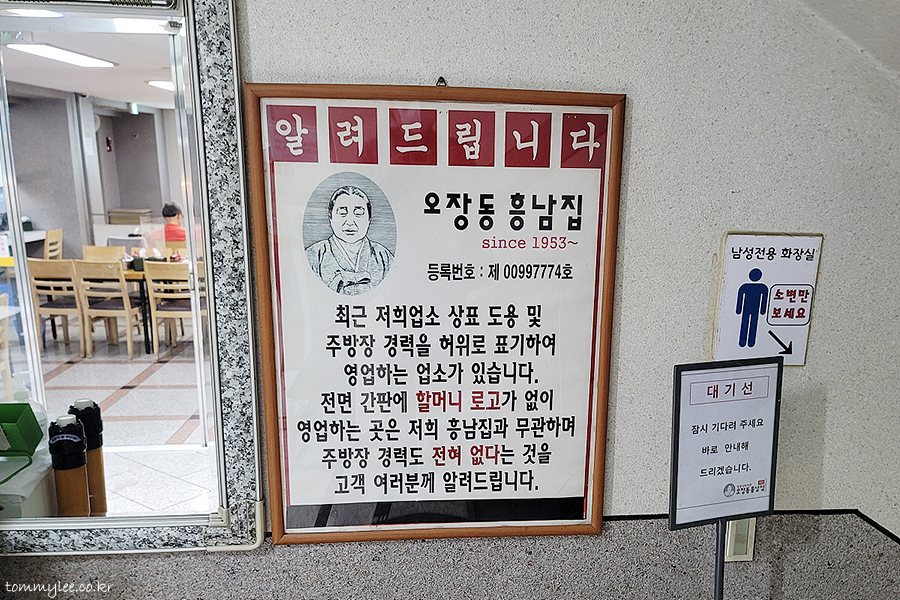 알려드립니다
오장동 흥남집
since 1953~
등록번호 : 제 00997774호
최근 저희업소 상표 도용 및
주방장 경력을 허위로 표기하여
영업하는 업소가 있습니다.
전면 간판에 할머니 로고가 없이
영업하는 곳은 저희 흥남집과 무관하며
주방장 경력도 전혀 없다는 것을
고객 여러분께 알려드립니다.
남성전용 화장실
소변만
보세요
대기선
잠시 기다려 주세요
바로 안내해
드리겠습니다.
오장동흥남집
tommylee.co.kr